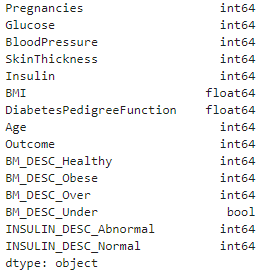 Pregnancies int64
Glucose int64
BloodPressure int64
SkinThickness int64
Insulin int64
BMI float64
DiabetesPedigreeFunction float64
Age int64
Outcome int64
BM_DESC_Healthy int64
BM_DESC_Obese int64
BM_DESC_Over int64
BM_DESC_Under bool
INSULIN_DESC_Abnormal int64
INSULIN_DESC_Normal int64
dtype: object